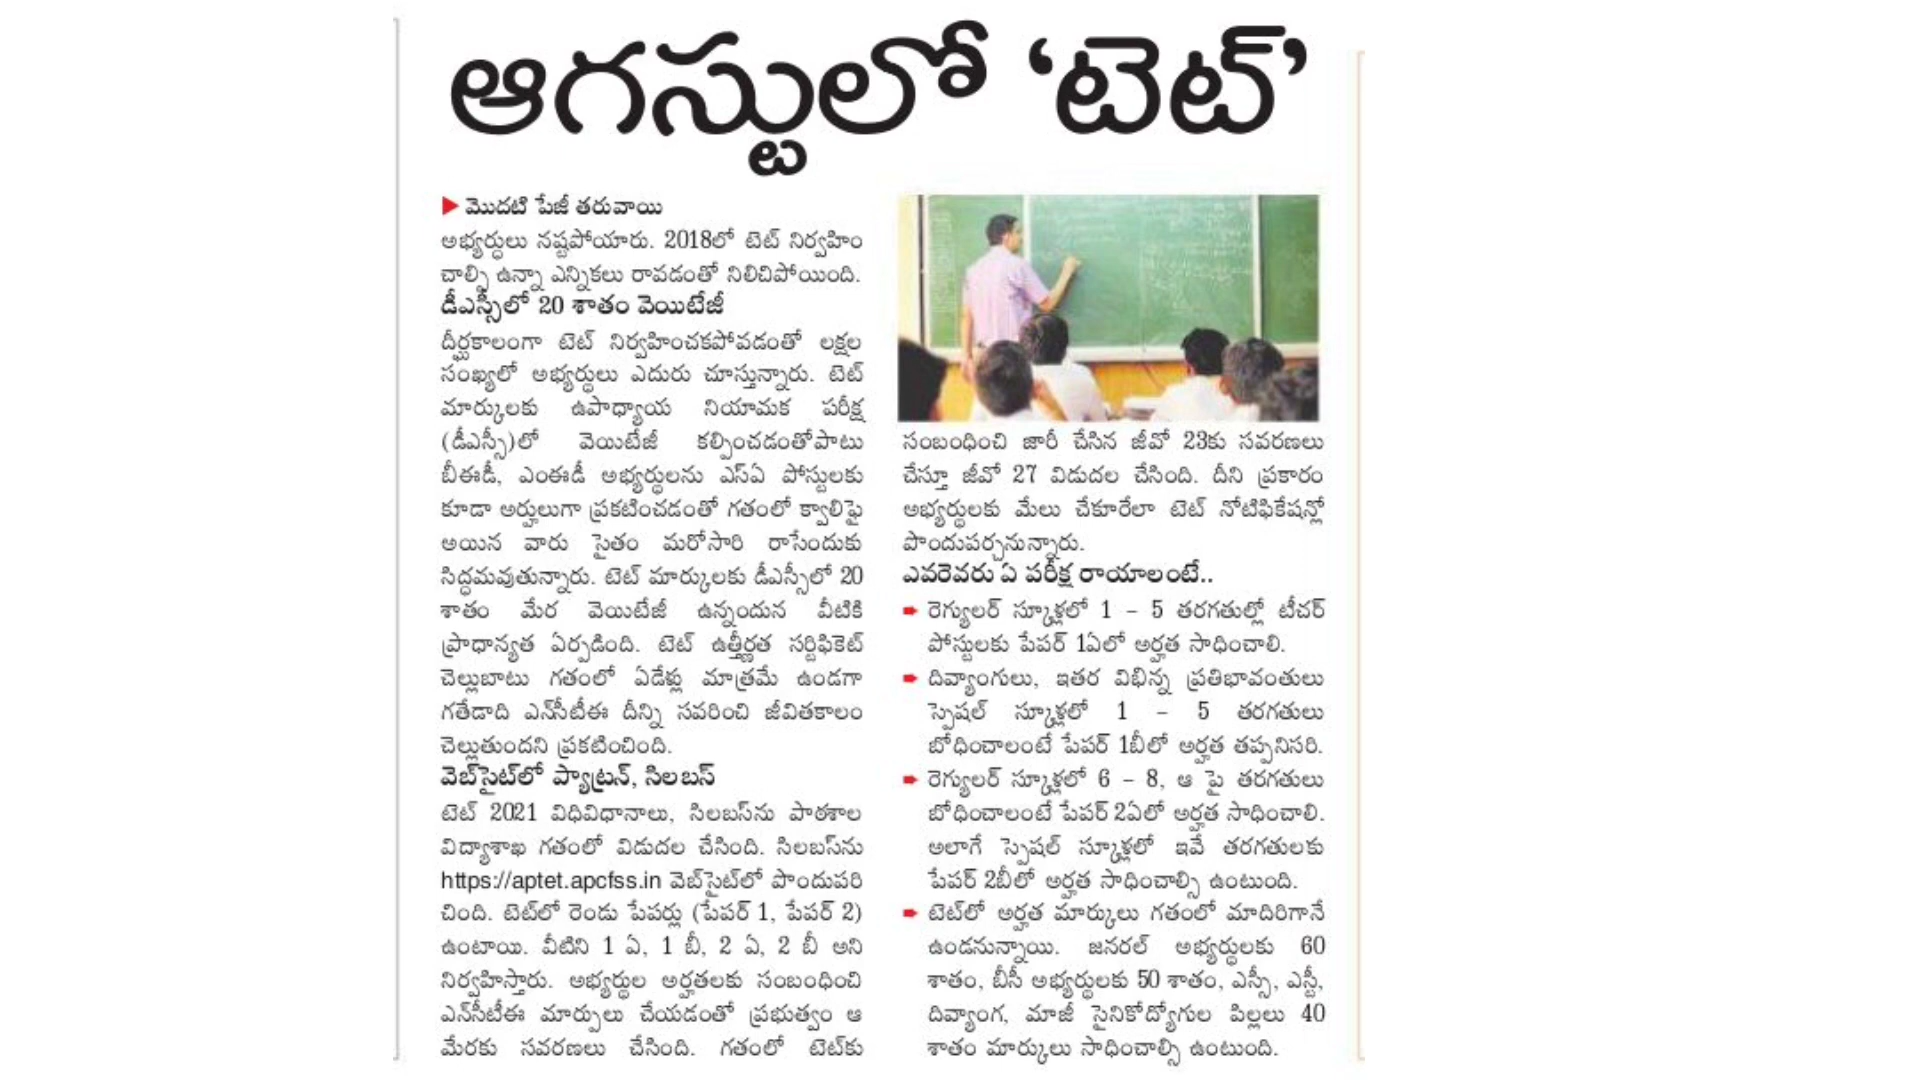 ఆగస్టులో ‘టెట్’
మొదటి పేజీ తరువాయి
అభ్యర్థులు నష్టపోయారు. 2018లో టెట్ నిర్వహిం
చాల్సి ఉన్నా ఎన్నికలు రావడంతో నిలిచిపోయింది.
డీఎస్సీలో 20 శాతం వెయిటేజీ
దీర్ఘకాలంగా టెట్ నిర్వహించకపోవడంతో లక్షల
సంఖ్యలో అభ్యర్థులు ఎదురు చూస్తున్నారు. టెట్
మార్కులకు ఉపాధ్యాయ నియామక పరీక్ష
(డీఎస్సీ)లో వెయిటేజీ కల్పించడంతోపాటు
బీఈడీ, ఎంఈడీ అభ్యర్థులను ఎస్ఏ పోస్టులకు
కూడా అర్హులుగా ప్రకటించడంతో గతంలో క్వాలిఫై
అయిన వారు సైతం మరోసారి రాసేందుకు
సిద్ధమవుతున్నారు. టెట్ మార్కులకు డీఎస్సీలో 20
శాతం మేర వెయిటేజీ ఉన్నందున వీటికి
ప్రాధాన్యత ఏర్పడింది. టెట్ ఉత్తీర్ణత సర్టిఫికెట్
చెల్లుబాటు గతంలో ఏడేళ్లు మాత్రమే ఉండగా
గతేడాది ఎన్‌సీటీఈ దీన్ని సవరించి జీవితకాలం
చెల్లుతుందని ప్రకటించింది.
వెబ్‌సైట్‌లో ప్యాట్రన్, సిలబస్
టెట్ 2021 విధివిధానాలు, సిలబస్‌ను పాఠశాల
విద్యాశాఖ గతంలో విడుదల చేసింది. సిలబస్‌ను
https://aptet.apcfss.in వెబ్‌సైట్‌లో పొందుపరి
చింది. టెట్‌లో రెండు పేపర్లు (పేపర్ 1, పేపర్ 2)
ఉంటాయి. వీటిని 1 ఏ, 1 బీ, 2 ఏ, 2 బీ అని
నిర్వహిస్తారు. అభ్యర్థుల అర్హతలకు సంబంధించి
ఎన్‌సీటీఈ మార్పులు చేయడంతో ప్రభుత్వం ఆ
మేరకు సవరణలు చేసింది. గతంలో టెట్‌కు
సంబంధించి జారీ చేసిన జీవో 23కు సవరణలు
చేస్తూ జీవో 27 విడుదల చేసింది. దీని ప్రకారం
అభ్యర్థులకు మేలు చేకూరేలా టెట్ నోటిఫికేషన్లో
పొందుపర్చనున్నారు.
ఎవరెవరు ఏ పరీక్ష రాయాలంటే..
రెగ్యులర్ స్కూళ్లలో 1 – 5 తరగతుల్లో టీచర్
పోస్టులకు పేపర్ 1ఏలో అర్హత సాధించాలి.
దివ్యాంగులు, ఇతర విభిన్న ప్రతిభావంతులు
స్పెషల్ స్కూళ్లలో 1 – 5 తరగతులు
బోధించాలంటే పేపర్ 1బీలో అర్హత తప్పనిసరి.
రెగ్యులర్ స్కూళ్లలో 6 – 8, ఆ పై తరగతులు
బోధించాలంటే పేపర్ 2ఏలో అర్హత సాధించాలి.
అలాగే స్పెషల్ స్కూళ్లలో ఇవే తరగతులకు
పేపర్ 2బీలో అర్హత సాధించాల్సి ఉంటుంది.
టెట్‌లో అర్హత మార్కులు గతంలో మాదిరిగానే
ఉండనున్నాయి. జనరల్ అభ్యర్థులకు 60
శాతం, బీసీ అభ్యర్థులకు 50 శాతం, ఎస్సీ, ఎస్టీ,
దివ్యాంగ, మాజీ సైనికోద్యోగుల పిల్లలు 40
శాతం మార్కులు సాధించాల్సి ఉంటుంది.